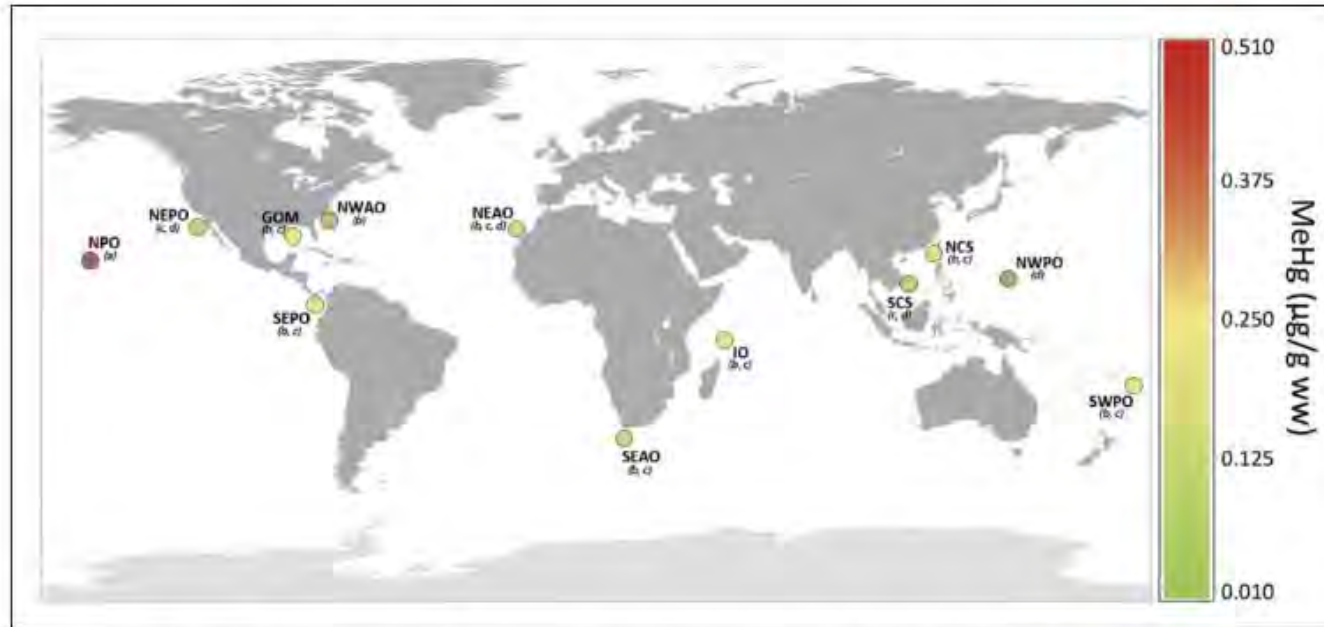 NPO
(a)
NEPO
(c, d)
GOM
(b, c)
NWAO
(b)
SEPO
(b, c)
NEAO
(b, c, d)
SEAO
(b, c)
IO
(b, c)
NCS
(b, c)
SCS
(c, d)
NWPO
(d)
SWPO
(b, c)
0.510
0.375
0.250
0.125
0.010
MeHg (µg/g ww)